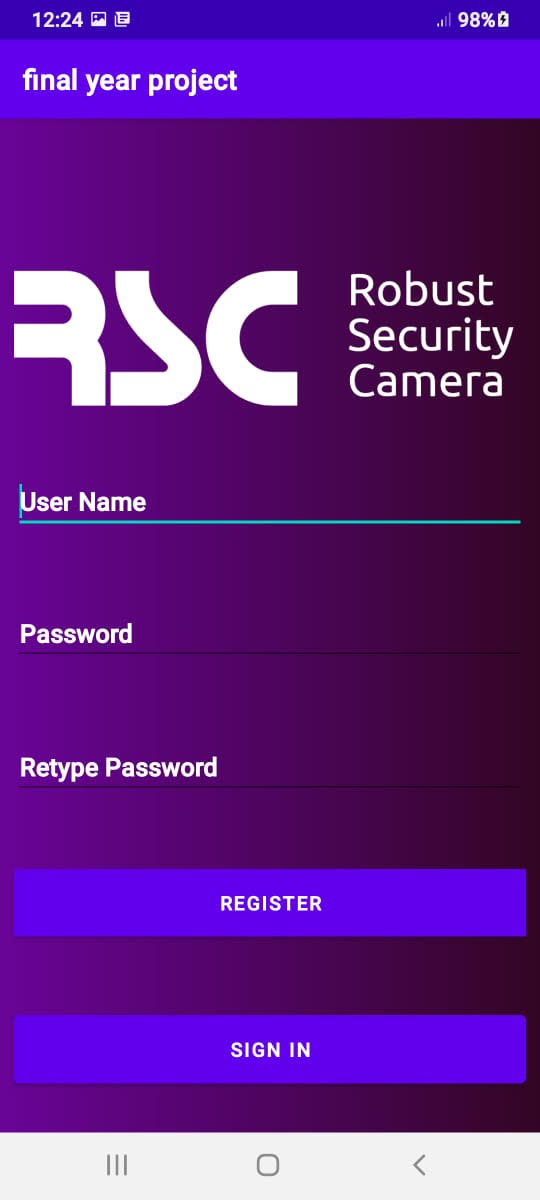 12:24
98%
final year project
RSC
Robust
Security
Camera
User Name
Password
Retype Password
REGISTER
SIGN IN